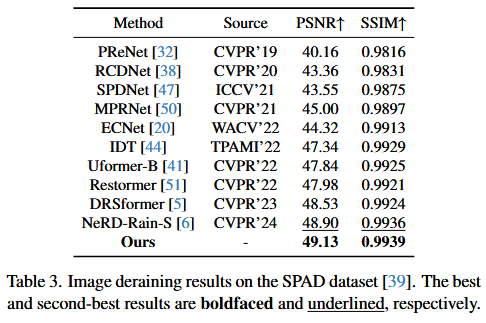 Method Source PSNR↑ SSIM↑
PReNet [32] CVPR'19 40.16 0.9816
RCDNet [38] CVPR'20 43.36 0.9831
SPDNet [47] ICCV'21 43.55 0.9875
MPRNet [50] CVPR'21 45.00 0.9897
ECNet [20] WACV'22 44.32 0.9913
IDT [44] TPAMI'22 47.34 0.9929
Uformer-B [41] CVPR'22 47.84 0.9925
Restormer [51] CVPR'22 47.98 0.9921
DRSformer [5] CVPR'23 48.53 0.9924
NeRD-Rain-S [6] CVPR'24 48.90 0.9936
Ours - 49.13 0.9939
Table 3. Image deraining results on the SPAD dataset [39]. The best
and second-best results are boldfaced and underlined, respectively.